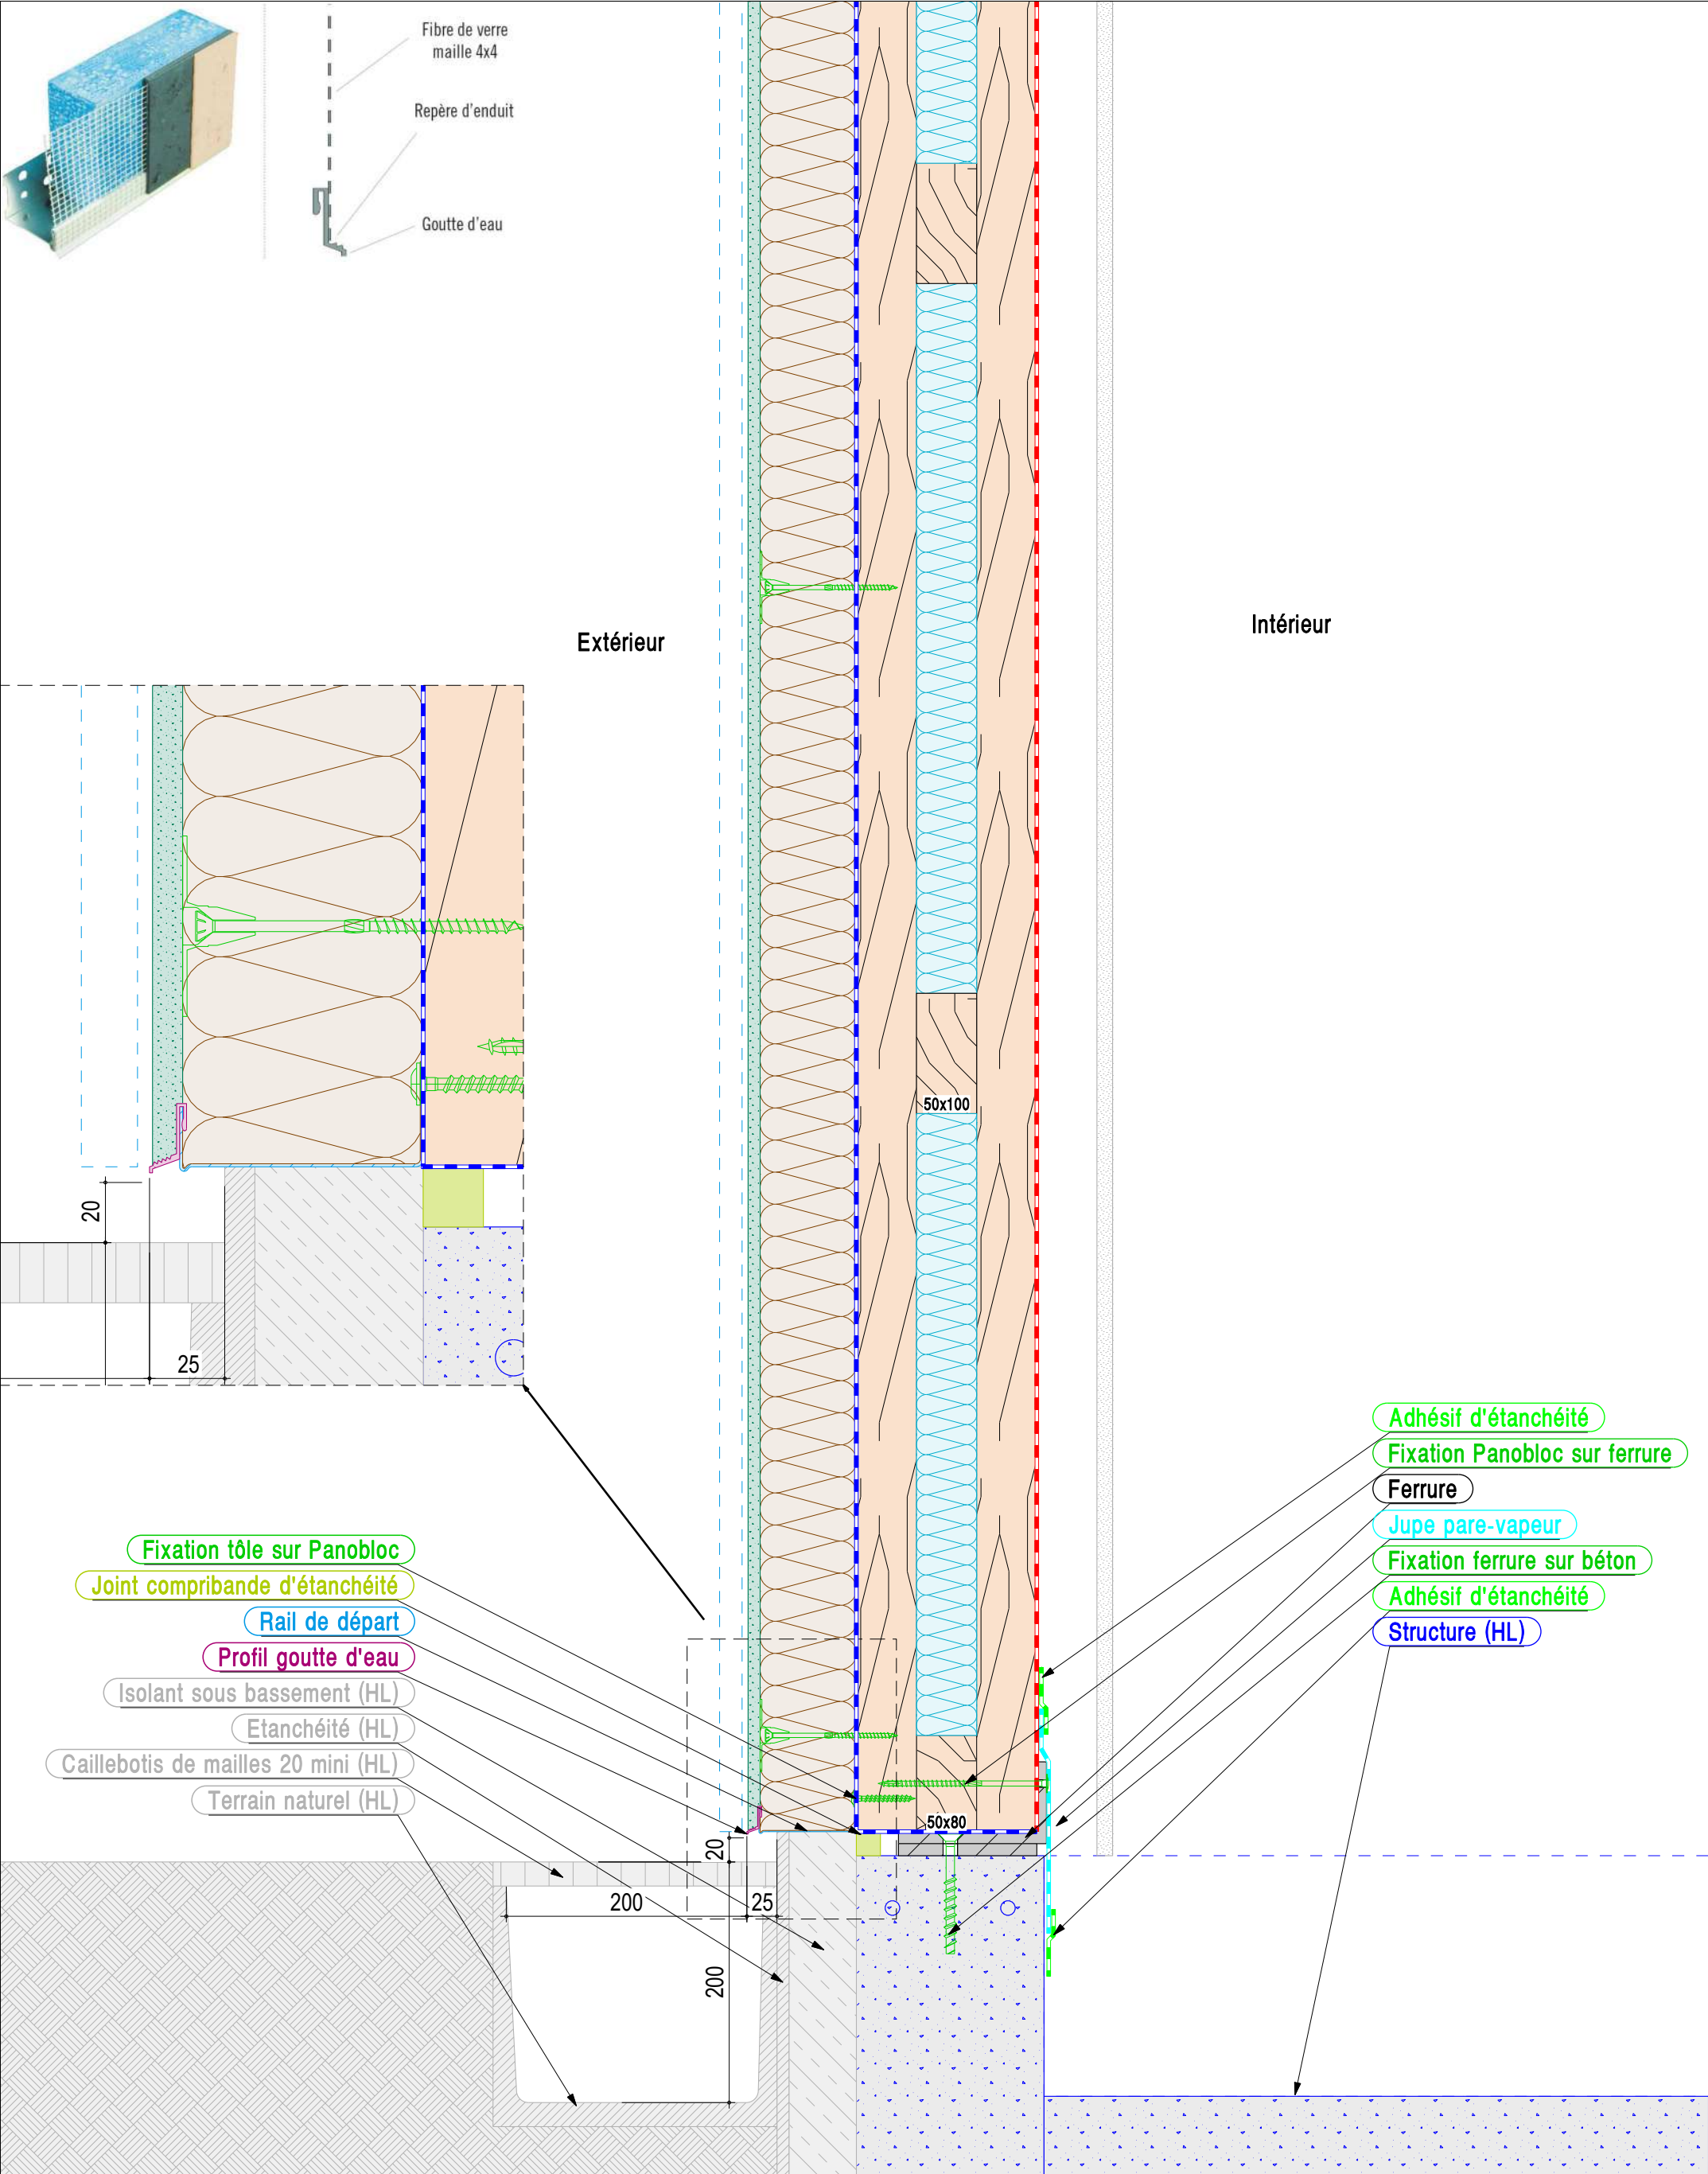 Fibre de verre
maille 4x4
Repère d'enduit
Goutte d'eau
Extérieur
Intérieur
50x100
20
25
Adhésif d'étanchéité
Fixation Panobloc sur ferrure
Ferrure
Jupe pare-vapeur
Fixation ferrure sur béton
Adhésif d'étanchéité
Structure (HL)
Fixation tôle sur Panobloc
Joint compribande d'étanchéité
Rail de départ
Profil goutte d'eau
Isolant sous bassement (HL)
Etanchéité (HL)
Caillebotis de mailles 20 mini (HL)
Terrain naturel (HL)
50x80
20
200
25
200